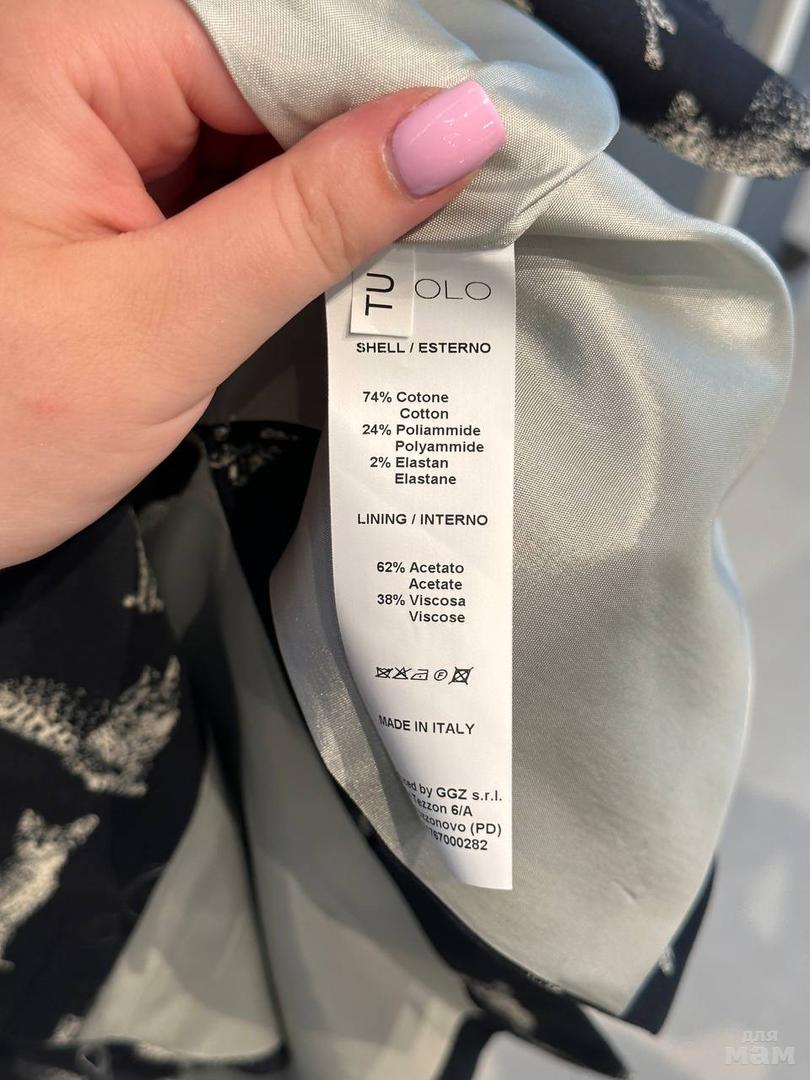 TU
OLO
SHELL / ESTERNO
74% Cotone
Cotton
24% Poliammide
Polyammide
2% Elastan
Elastane
LINING / INTERNO
62% Acetato
Acetate
38% Viscosa
Viscose
MADE IN ITALY
by GGZ s.r.l.
Tezzon 6/A
(PD)
для
мам